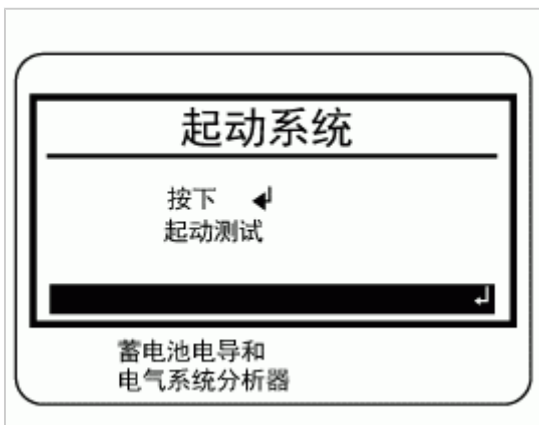 起动系统
按下 ↵
起动测试
↵
蓄电池电导和
电气系统分析器